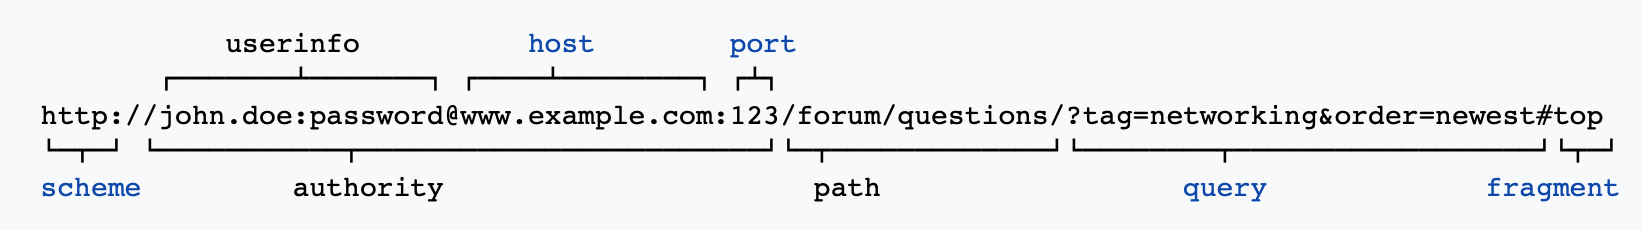 userinfo host port
http://john.doe:password@www.example.com:123/forum/questions/?tag=networking&order=newest#top
scheme authority path query fragment